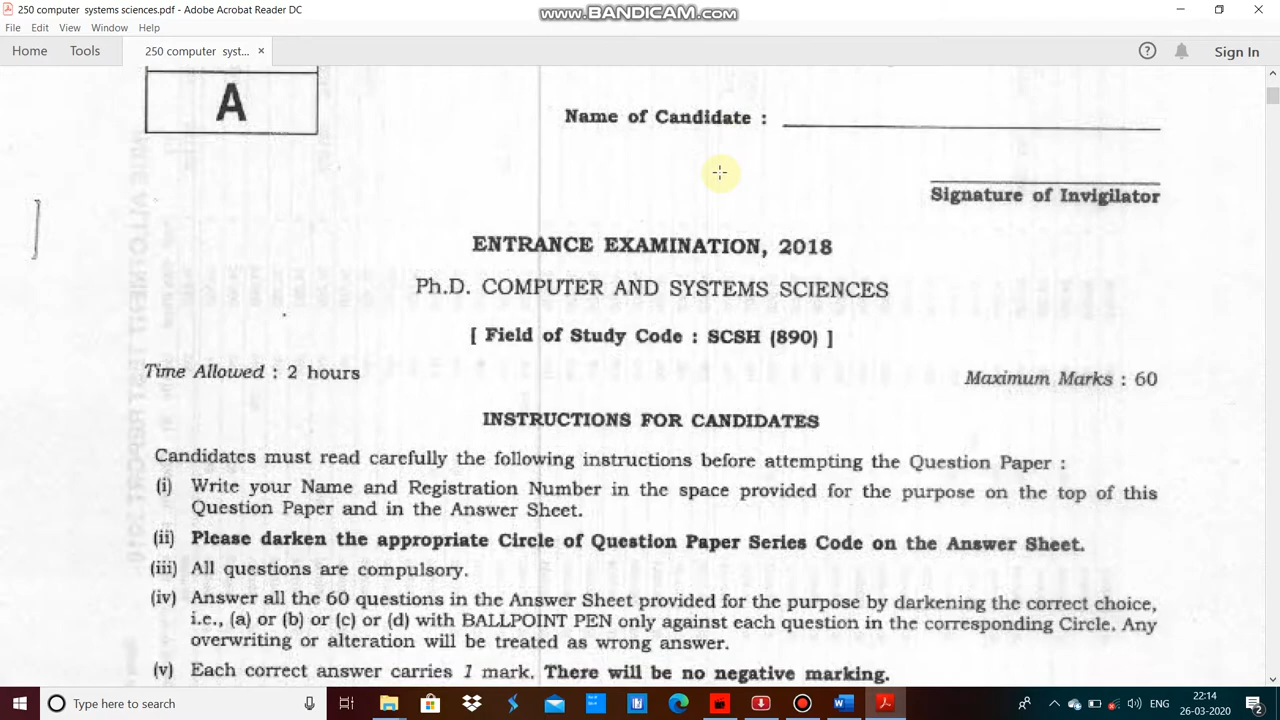 250 computer  systems sciences.pdf - Adobe Acrobat Reader DC
www.BANDICAM.com
File Edit View Window Help
Home Tools 250 computer  syst... × Sign In
A
Name of Candidate :
Signature of Invigilator
ENTRANCE EXAMINATION, 2018
Ph.D. COMPUTER AND SYSTEMS SCIENCES
[ Field of Study Code : SCSH (890) ]
Time Allowed : 2 hours
Maximum Marks : 60
INSTRUCTIONS FOR CANDIDATES
Candidates must read carefully the following instructions before attempting the Question Paper :
(i) Write your Name and Registration Number in the space provided for the purpose on the top of this
Question Paper and in the Answer Sheet.
(ii) Please darken the appropriate Circle of Question Paper Series Code on the Answer Sheet.
(iii) All questions are compulsory.
(iv) Answer all the 60 questions in the Answer Sheet provided for the purpose by darkening the correct choice,
i.e., (a) or (b) or (c) or (d) with BALLPOINT PEN only against each question in the corresponding Circle. Any
overwriting or alteration will be treated as wrong answer.
(v) Each correct answer carries 1 mark. There will be no negative marking.
Type here to search
ENG
22:14
26-03-2020
2